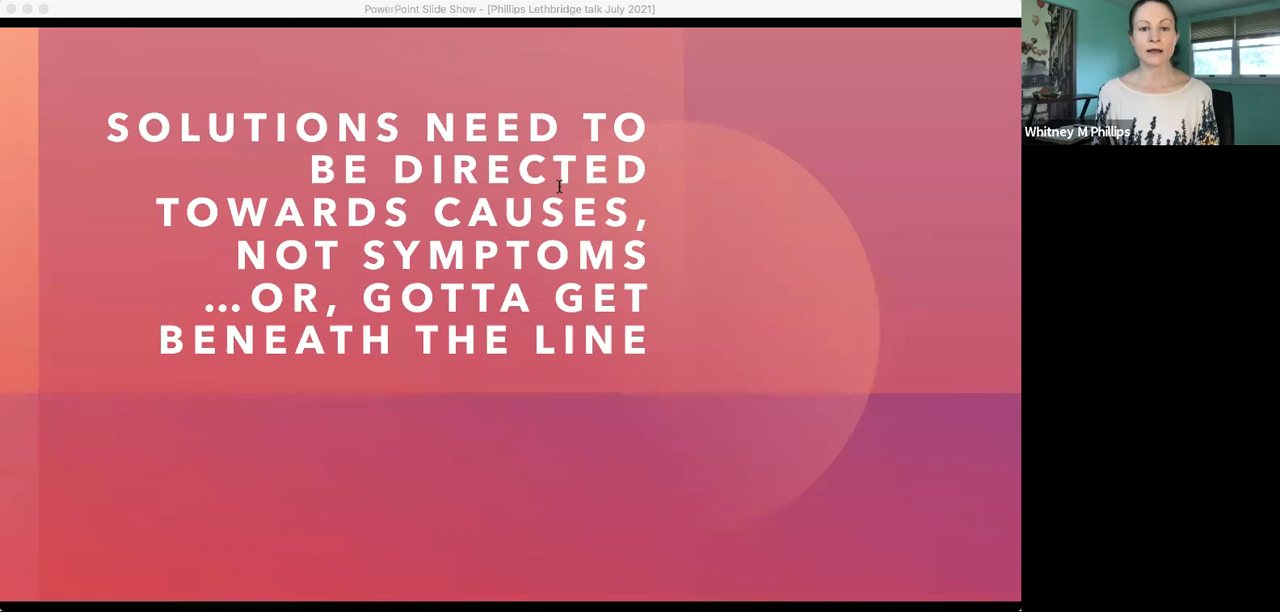 PowerPoint Slide Show - [Phillips Lethbridge talk July 2021]
SOLUTIONS NEED TO
BE DIRECTED
TOWARDS CAUSES,
NOT SYMPTOMS
...OR, GOTTA GET
BENEATH THE LINE
Whitney M Phillips